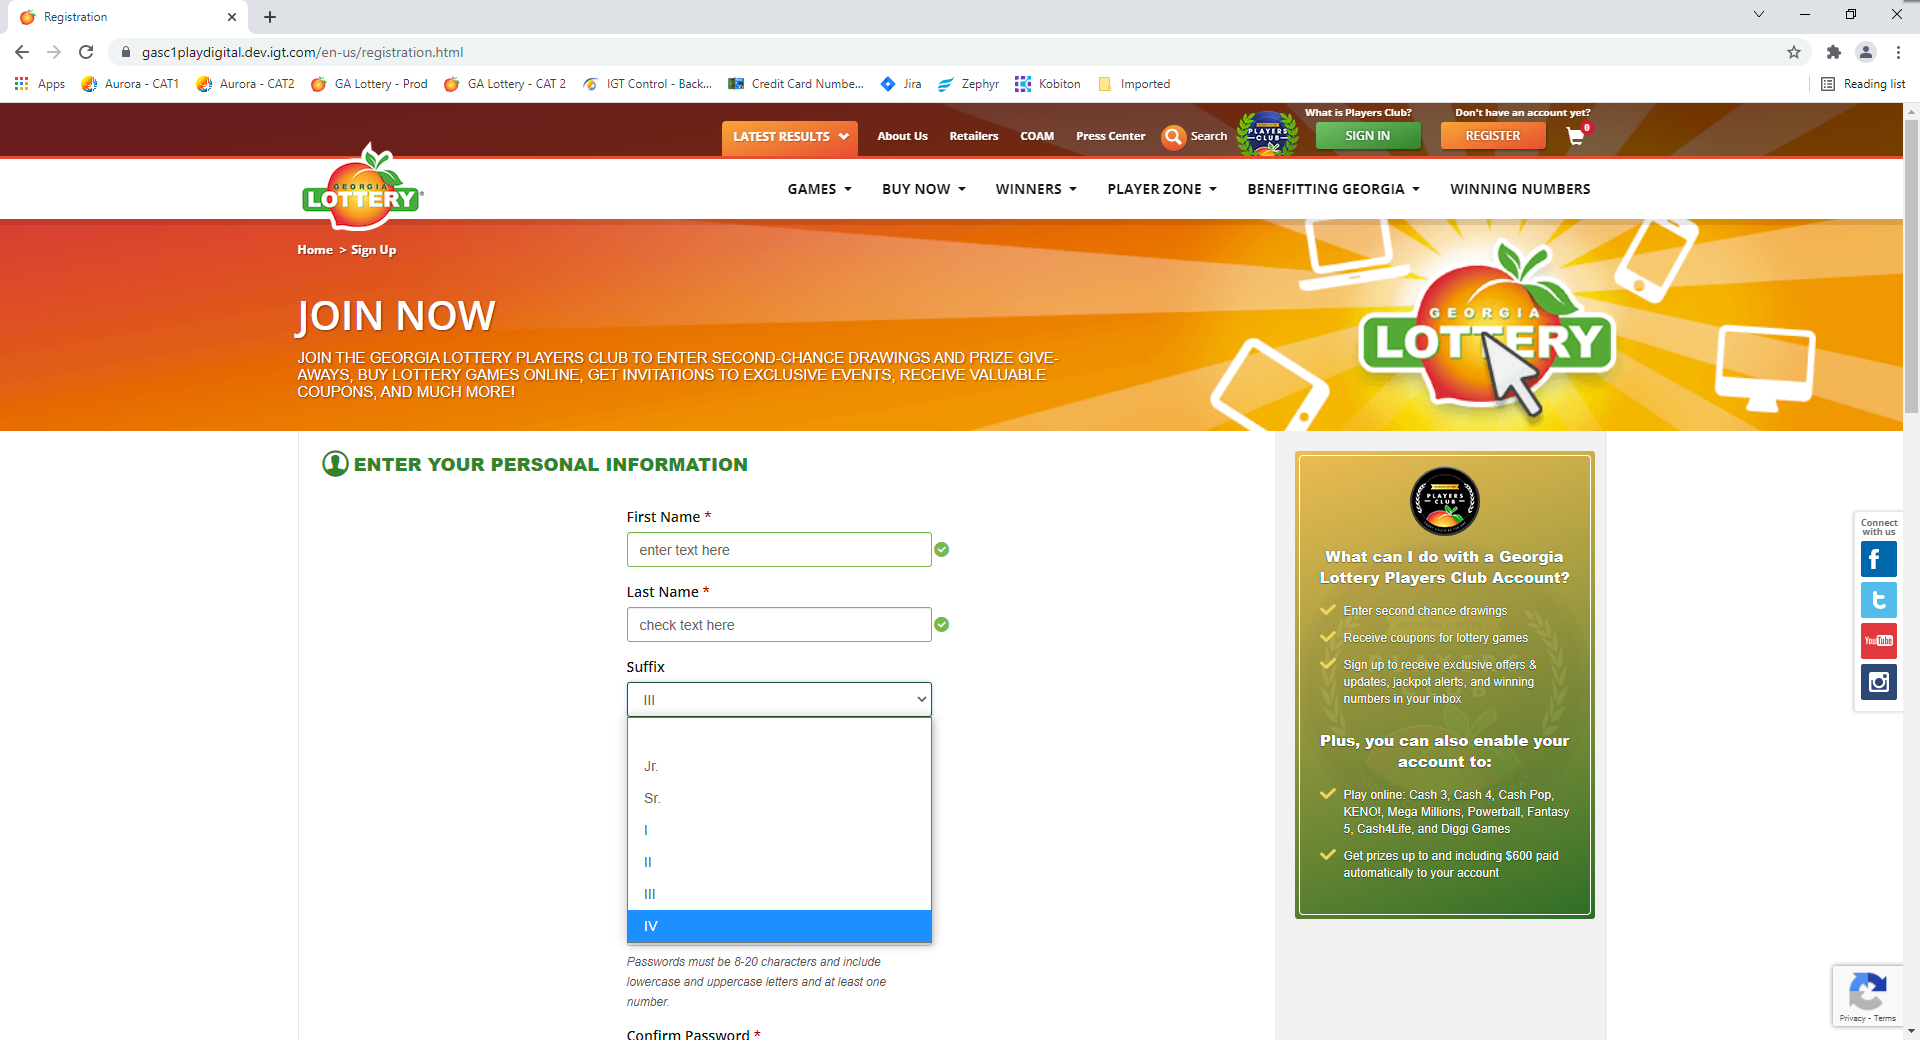 Registration
gasc1playdigital.dev.igt.com/en-us/registration.html
Apps
Aurora - CAT1
Aurora - CAT2
GA Lottery - Prod
GA Lottery - CAT 2
IGT Control - Back...
Credit Card Numbe...
Jira
Zephyr
Kobiton
Imported
Reading list
What is Players Club?
Don't have an account yet?
LATEST RESULTS
About Us
Retailers
COAM
Press Center
Search
PLAYERS
CLUB
SIGN IN
REGISTER
0
GEORGIA
LOTTERY
GAMES
BUY NOW
WINNERS
PLAYER ZONE
BENEFITTING GEORGIA
WINNING NUMBERS
Home > Sign Up
JOIN NOW
JOIN THE GEORGIA LOTTERY PLAYERS CLUB TO ENTER SECOND-CHANCE DRAWINGS AND PRIZE GIVE-
AWAYS, BUY LOTTERY GAMES ONLINE, GET INVITATIONS TO EXCLUSIVE EVENTS, RECEIVE VALUABLE
COUPONS, AND MUCH MORE!
GEORGIA
LOTTERY
ENTER YOUR PERSONAL INFORMATION
First Name *
enter text here
Last Name *
check text here
Suffix
III
Jr.
Sr.
I
II
III
IV
Passwords must be 8-20 characters and include
lowercase and uppercase letters and at least one
number.
Confirm Password *
PLAYERS
CLUB
What can I do with a Georgia
Lottery Players Club Account?
Enter second chance drawings
Receive coupons for lottery games
Sign up to receive exclusive offers &
updates, jackpot alerts, and winning
numbers in your inbox
Plus, you can also enable your
account to:
Play online: Cash 3, Cash 4, Cash Pop,
KENO!, Mega Millions, Powerball, Fantasy
5, Cash4Life, and Diggi Games
Get prizes up to and including $600 paid
automatically to your account
Connect
with us
You Tube
Privacy - Terms